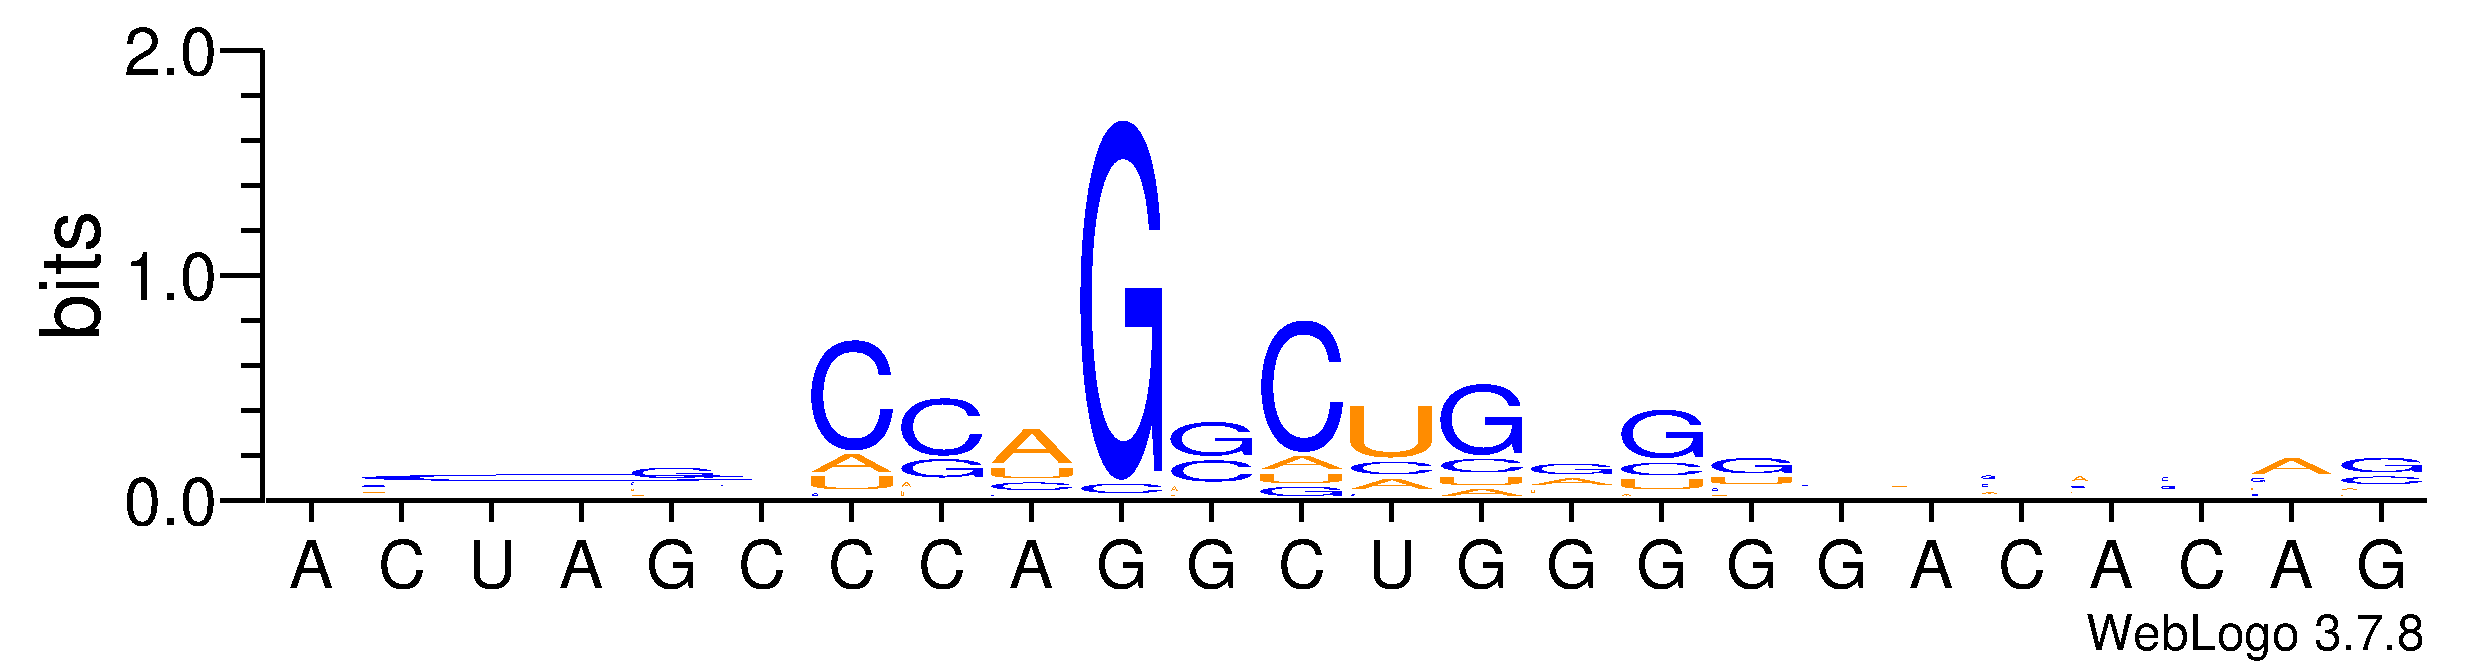 2.0
1.0
0.0
bits
C C A G G C U G G G G A G
A G U C C A C C A C U G C
U C G A U U
A C U A G C C C A G G C U G G G G G A C A C A G
WebLogo 3.7.8